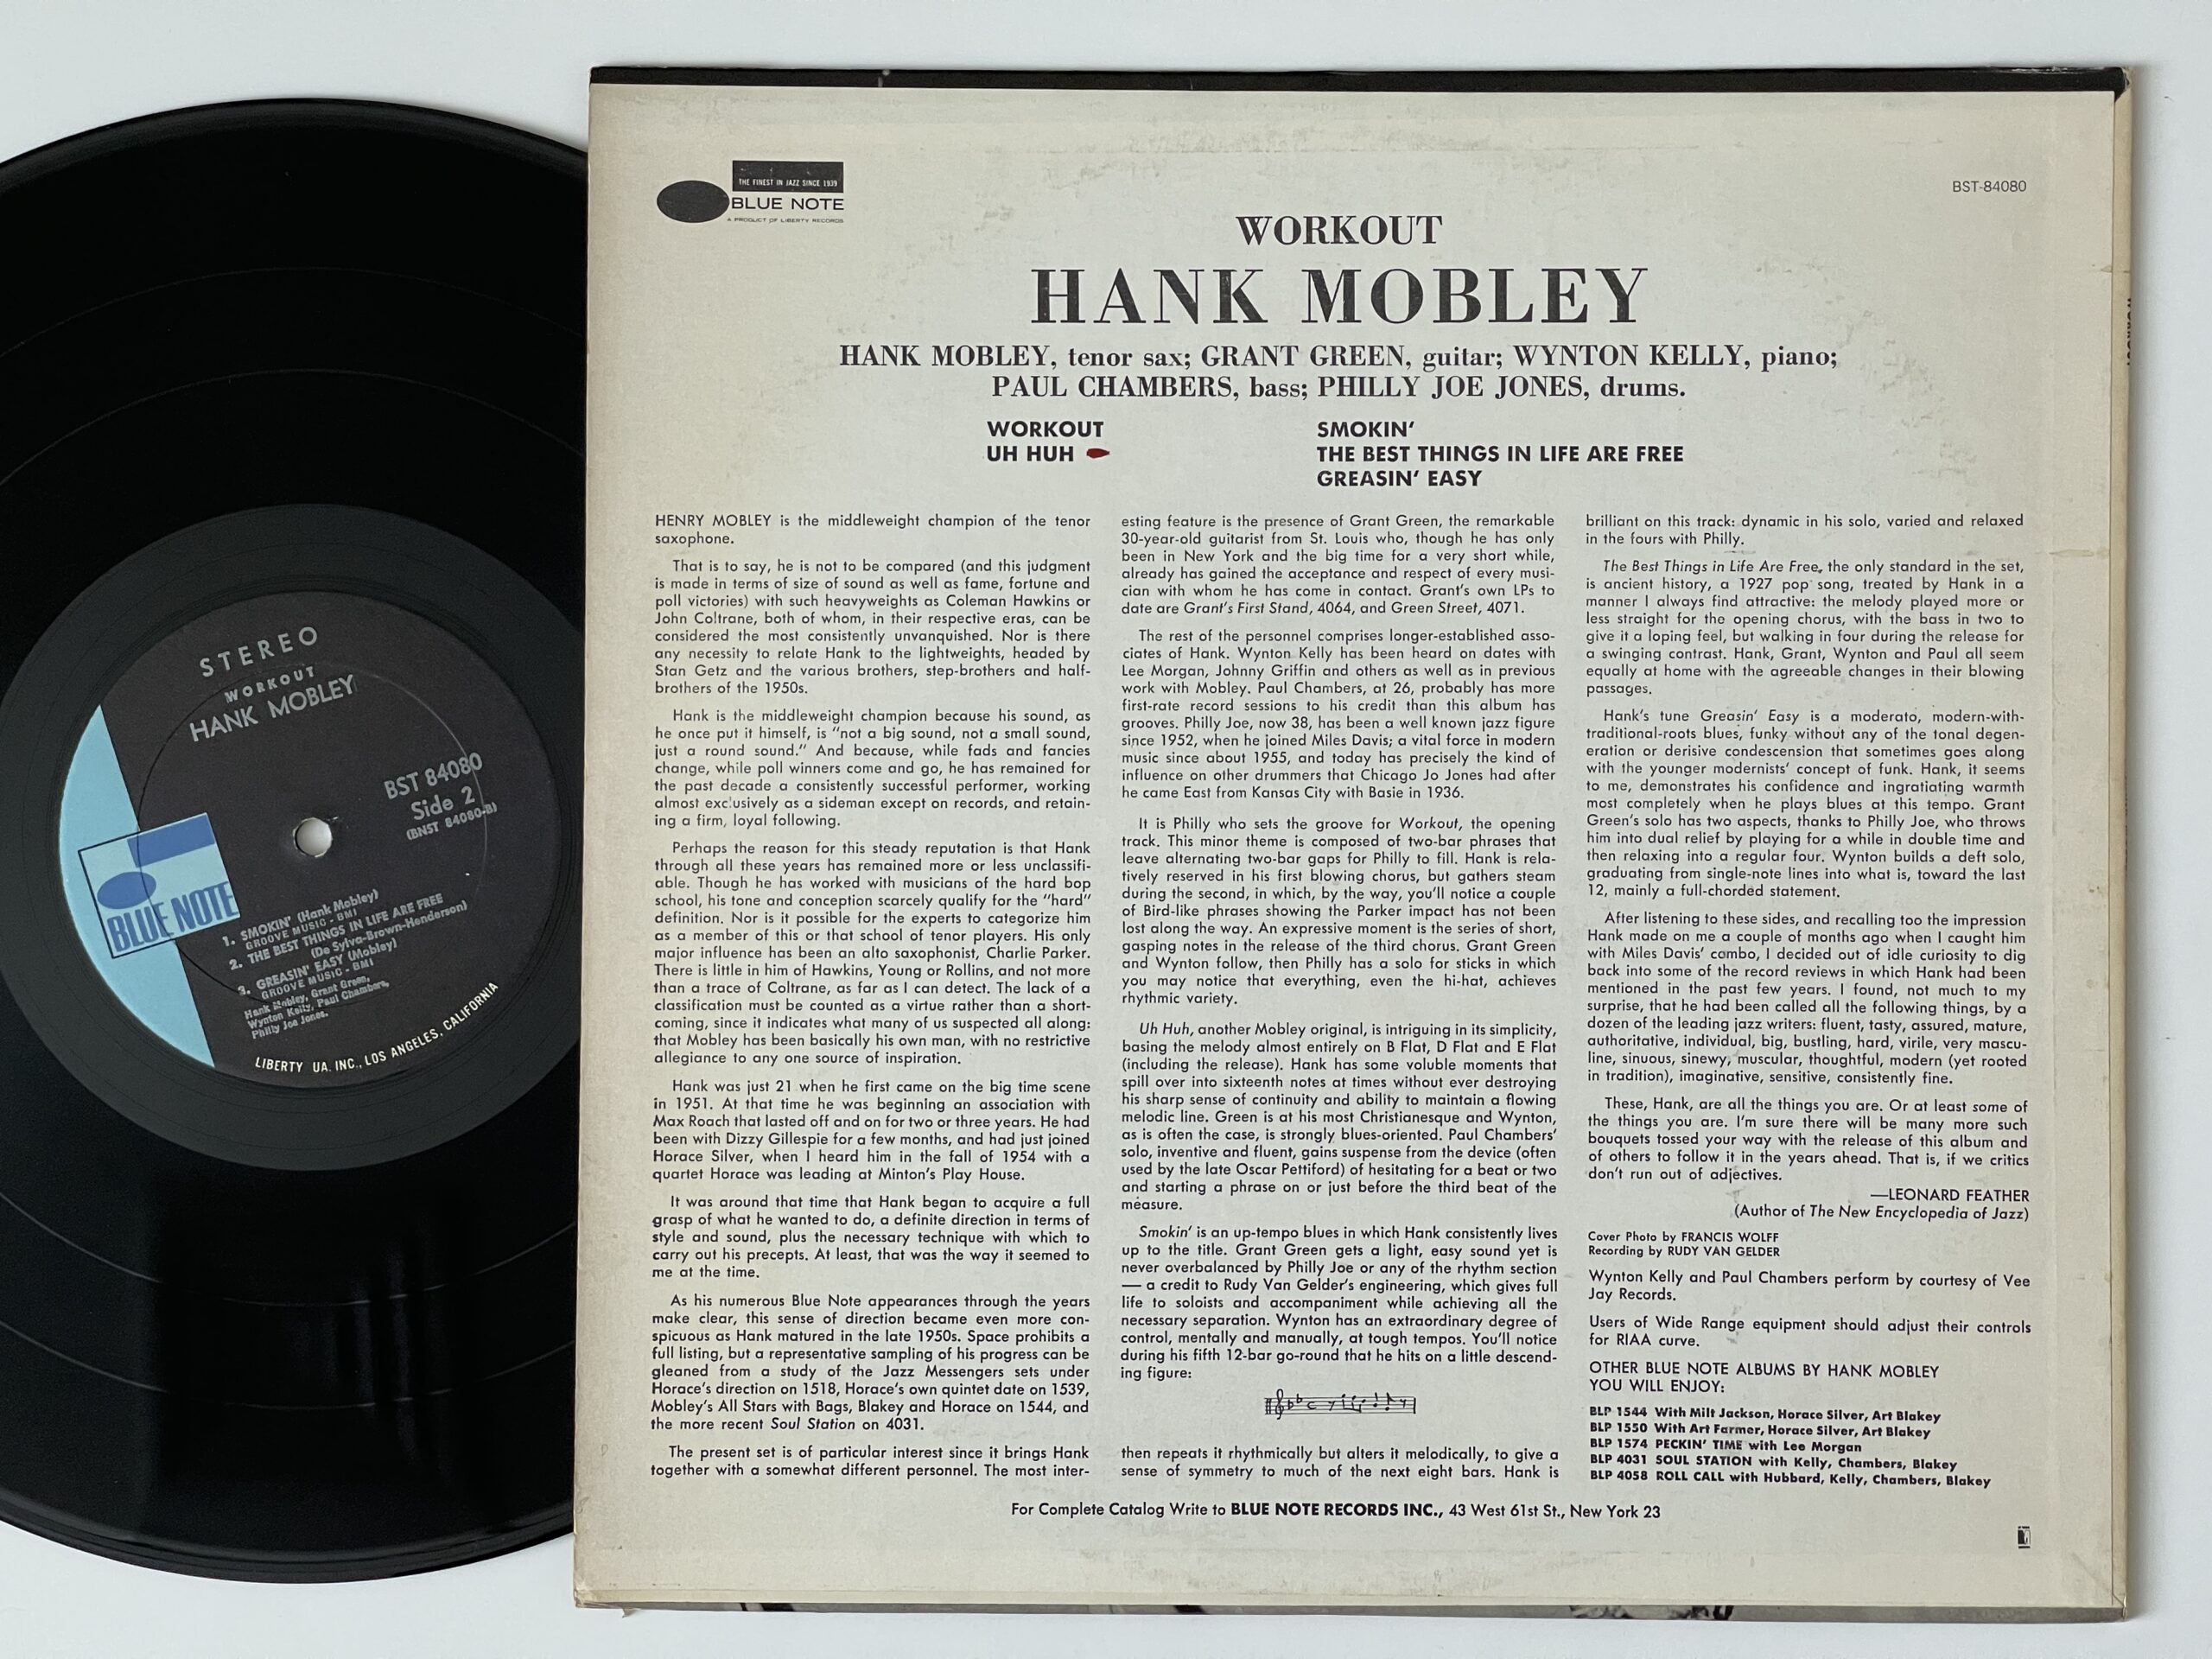 STEREO
WORKOUT
HANK MOBLEY
BST 84080
Side 2
(BNST 84080-B)
BLUE NOTE
1. SMOKIN' (Hank Mobley)
GROOVE MUSIC - BMI
2. THE BEST THINGS IN LIFE ARE FREE
(De Sylva-Brown-Henderson)
3. GREASIN' EASY (Mobley)
GROOVE MUSIC - BMI
Hank Mobley, Grant Green,
Wynton Kelly, Paul Chambers,
Philly Joe Jones.
LIBERTY UA, INC., LOS ANGELES, CALIFORNIA
THE FINEST IN JAZZ SINCE 1939
BLUE NOTE
A PRODUCT OF LIBERTY RECORDS
BST-84080
WORKOUT
HANK MOBLEY
HANK MOBLEY, tenor sax; GRANT GREEN, guitar; WYNTON KELLY, piano;
PAUL CHAMBERS, bass; PHILLY JOE JONES, drums.
WORKOUT
UH HUH
SMOKIN'
THE BEST THINGS IN LIFE ARE FREE
GREASIN' EASY
HENRY MOBLEY is the middleweight champion of the tenor
saxophone.
That is to say, he is not to be compared (and this judgment
is made in terms of size of sound as well as fame, fortune and
poll victories) with such heavyweights as Coleman Hawkins or
John Coltrane, both of whom, in their respective eras, can be
considered the most consistently unvanquished. Nor is there
any necessity to relate Hank to the lightweights, headed by
Stan Getz and the various brothers, step-brothers and half-
brothers of the 1950s.
Hank is the middleweight champion because his sound, as
he once put it himself, is "not a big sound, not a small sound,
just a round sound." And because, while fads and fancies
change, while poll winners come and go, he has remained for
the past decade a consistently successful performer, working
almost exclusively as a sideman except on records, and retain-
ing a firm, loyal following.
Perhaps the reason for this steady reputation is that Hank
through all these years has remained more or less unclassifi-
able. Though he has worked with musicians of the hard bop
school, his tone and conception scarcely qualify for the "hard"
definition. Nor is it possible for the experts to categorize him
as a member of this or that school of tenor players. His only
major influence has been an alto saxophonist, Charlie Parker.
There is little in him of Hawkins, Young or Rollins, and not more
than a trace of Coltrane, as far as I can detect. The lack of a
classification must be counted as a virtue rather than a short-
coming, since it indicates what many of us suspected all along:
that Mobley has been basically his own man, with no restrictive
allegiance to any one source of inspiration.
Hank was just 21 when he first came on the big time scene
in 1951. At that time he was beginning an association with
Max Roach that lasted off and on for two or three years. He had
been with Dizzy Gillespie for a few months, and had just joined
Horace Silver, when I heard him in the fall of 1954 with a
quartet Horace was leading at Minton's Play House.
It was around that time that Hank began to acquire a full
grasp of what he wanted to do, a definite direction in terms of
style and sound, plus the necessary technique with which to
carry out his precepts. At least, that was the way it seemed to
me at the time.
As his numerous Blue Note appearances through the years
make clear, this sense of direction became even more con-
spicuous as Hank matured in the late 1950s. Space prohibits a
full listing, but a representative sampling of his progress can be
gleaned from a study of the Jazz Messengers sets under
Horace's direction on 1518, Horace's own quintet date on 1539,
Mobley's All Stars with Bags, Blakey and Horace on 1544, and
the more recent Soul Station on 4031.
The present set is of particular interest since it brings Hank
together with a somewhat different personnel. The most inter-
esting feature is the presence of Grant Green, the remarkable
30-year-old guitarist from St. Louis who, though he has only
been in New York and the big time for a very short while,
already has gained the acceptance and respect of every musi-
cian with whom he has come in contact. Grant's own LPs to
date are Grant's First Stand, 4064, and Green Street, 4071.
The rest of the personnel comprises longer-established asso-
ciates of Hank. Wynton Kelly has been heard on dates with
Lee Morgan, Johnny Griffin and others as well as in previous
work with Mobley. Paul Chambers, at 26, probably has more
first-rate record sessions to his credit than this album has
grooves. Philly Joe, now 38, has been a well known jazz figure
since 1952, when he joined Miles Davis; a vital force in modern
music since about 1955, and today has precisely the kind of
influence on other drummers that Chicago Jo Jones had after
he came East from Kansas City with Basie in 1936.
It is Philly who sets the groove for Workout, the opening
track. This minor theme is composed of two-bar phrases that
leave alternating two-bar gaps for Philly to fill. Hank is rela-
tively reserved in his first blowing chorus, but gathers steam
during the second, in which, by the way, you'll notice a couple
of Bird-like phrases showing the Parker impact has not been
lost along the way. An expressive moment is the series of short,
gasping notes in the release of the third chorus. Grant Green
and Wynton follow, then Philly has a solo for sticks in which
you may notice that everything, even the hi-hat, achieves
rhythmic variety.
Uh Huh, another Mobley original, is intriguing in its simplicity,
basing the melody almost entirely on B Flat, D Flat and E Flat
(including the release). Hank has some voluble moments that
spill over into sixteenth notes at times without ever destroying
his sharp sense of continuity and ability to maintain a flowing
melodic line. Green is at his most Christianesque and Wynton,
as is often the case, is strongly blues-oriented. Paul Chambers'
solo, inventive and fluent, gains suspense from the device (often
used by the late Oscar Pettiford) of hesitating for a beat or two
and starting a phrase on or just before the third beat of the
measure.
Smokin' is an up-tempo blues in which Hank consistently lives
up to the title. Grant Green gets a light, easy sound yet is
never overbalanced by Philly Joe or any of the rhythm section
— a credit to Rudy Van Gelder's engineering, which gives full
life to soloists and accompaniment while achieving all the
necessary separation. Wynton has an extraordinary degree of
control, mentally and manually, at tough tempos. You'll notice
during his fifth 12-bar go-round that he hits on a little descend-
ing figure:
then repeats it rhythmically but alters it melodically, to give a
sense of symmetry to much of the next eight bars. Hank is
brilliant on this track: dynamic in his solo, varied and relaxed
in the fours with Philly.
The Best Things in Life Are Free, the only standard in the set,
is ancient history, a 1927 pop song, treated by Hank in a
manner I always find attractive: the melody played more or
less straight for the opening chorus, with the bass in two to
give it a loping feel, but walking in four during the release for
a swinging contrast. Hank, Grant, Wynton and Paul all seem
equally at home with the agreeable changes in their blowing
passages.
Hank's tune Greasin' Easy is a moderato, modern-with-
traditional-roots blues, funky without any of the tonal degen-
eration or derisive condescension that sometimes goes along
with the younger modernists' concept of funk. Hank, it seems
to me, demonstrates his confidence and ingratiating warmth
most completely when he plays blues at this tempo. Grant
Green's solo has two aspects, thanks to Philly Joe, who throws
him into dual relief by playing for a while in double time and
then relaxing into a regular four. Wynton builds a deft solo,
graduating from single-note lines into what is, toward the last
12, mainly a full-chorded statement.
After listening to these sides, and recalling too the impression
Hank made on me a couple of months ago when I caught him
with Miles Davis' combo, I decided out of idle curiosity to dig
back into some of the record reviews in which Hank had been
mentioned in the past few years. I found, not much to my
surprise, that he had been called all the following things, by a
dozen of the leading jazz writers: fluent, tasty, assured, mature,
authoritative, individual, big, bustling, hard, virile, very mascu-
line, sinuous, sinewy, muscular, thoughtful, modern (yet rooted
in tradition), imaginative, sensitive, consistently fine.
These, Hank, are all the things you are. Or at least some of
the things you are. I'm sure there will be many more such
bouquets tossed your way with the release of this album and
of others to follow it in the years ahead. That is, if we critics
don't run out of adjectives.
—LEONARD FEATHER
(Author of The New Encyclopedia of Jazz)
Cover Photo by FRANCIS WOLFF
Recording by RUDY VAN GELDER
Wynton Kelly and Paul Chambers perform by courtesy of Vee
Jay Records.
Users of Wide Range equipment should adjust their controls
for RIAA curve.
OTHER BLUE NOTE ALBUMS BY HANK MOBLEY
YOU WILL ENJOY:
BLP 1544 With Milt Jackson, Horace Silver, Art Blakey
BLP 1550 With Art Farmer, Horace Silver, Art Blakey
BLP 1574 PECKIN' TIME with Lee Morgan
BLP 4031 SOUL STATION with Kelly, Chambers, Blakey
BLP 4058 ROLL CALL with Hubbard, Kelly, Chambers, Blakey
For Complete Catalog Write to BLUE NOTE RECORDS INC., 43 West 61st St., New York 23